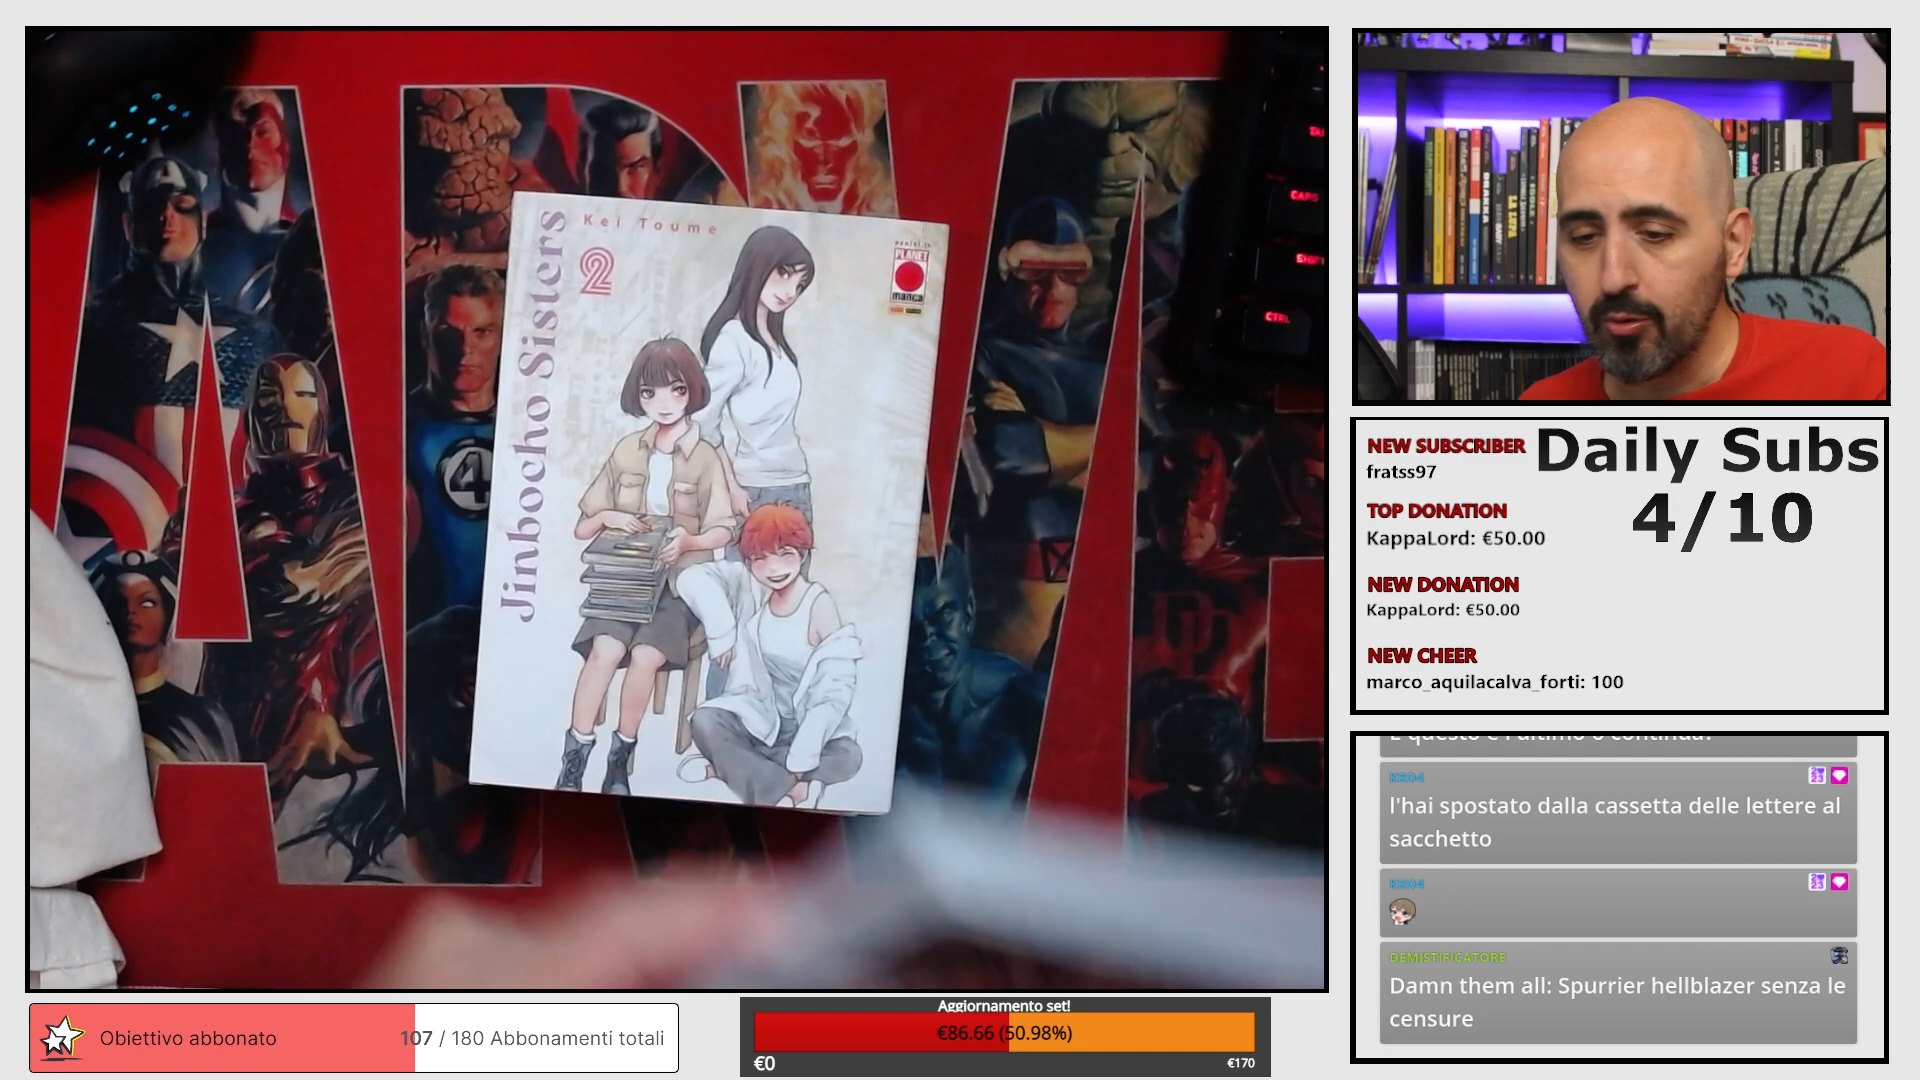 Kei Toume
2
Jinbocho Sisters
PLANET
manga
CAPS
CTRL
4
NEW SUBSCRIBER
fratss97
Daily Subs
4/10
TOP DONATION
KappaLord: €50.00
NEW DONATION
KappaLord: €50.00
NEW CHEER
marco_aquilacalva_forti: 100
l'hai spostato dalla cassetta delle lettere al
sacchetto
DEMISTIFICATORE
Damn them all: Spurrier hellblazer senza le
censure
Obiettivo abbonato
107 / 180 Abbonamenti totali
Aggiornamento set!
€86.66 (50.98%)
€0
€170